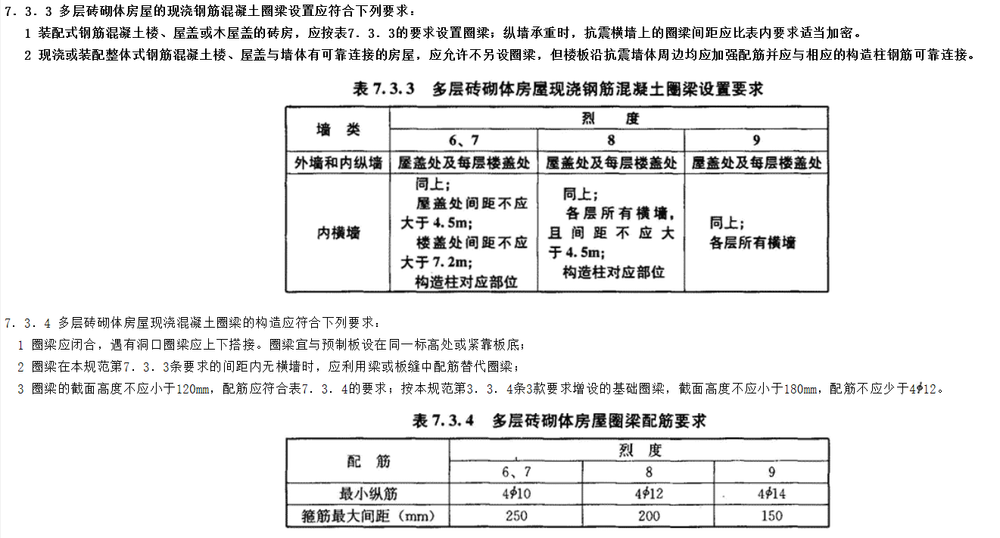 7．3．3 多层砖砌体房屋的现浇钢筋混凝土圈梁设置应符合下列要求：
1 装配式钢筋混凝土楼、屋盖或木屋盖的砖房，应按表7．3．3的要求设置圈梁；纵墙承重时，抗震横墙上的圈梁间距应比表内要求适当加密。
2 现浇或装配整体式钢筋混凝土楼、屋盖与墙体有可靠连接的房屋，应允许不另设圈梁，但楼板沿抗震墙体周边均应加强配筋并应与相应的构造柱钢筋可靠连接。
表 7.3.3 多层砖砌体房屋现浇钢筋混凝土圈梁设置要求
墙 类
烈 度
6、7 8 9
外墙和内纵墙 屋盖处及每层楼盖处 屋盖处及每层楼盖处 屋盖处及每层楼盖处
内横墙
同上；
屋盖处间距不应
大于 4.5m；
楼盖处间距不应
大于 7.2m；
构造柱对应部位
同上；
各层所有横墙，
且间距不应大
于 4.5m；
构造柱对应部位
同上；
各层所有横墙
7．3．4 多层砖砌体房屋现浇混凝土圈梁的构造应符合下列要求：
1 圈梁应闭合，遇有洞口圈梁应上下搭接。圈梁宜与预制板设在同一标高处或紧靠板底；
2 圈梁在本规范第7．3．3条要求的间距内无横墙时，应利用梁或板缝中配筋替代圈梁；
3 圈梁的截面高度不应小于120mm，配筋应符合表7．3．4的要求；按本规范第3．3．4条3款要求增设的基础圈梁，截面高度不应小于180mm，配筋不应少于4ϕ12。
表 7.3.4 多层砖砌体房屋圈梁配筋要求
配 筋
烈 度
6、7 8 9
最小纵筋 4ϕ10 4ϕ12 4ϕ14
箍筋最大间距（mm） 250 200 150